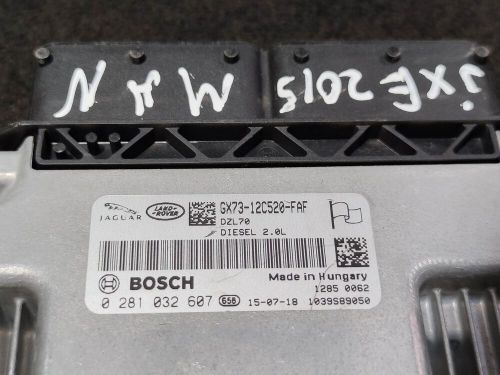 jXF 2015
M A N
JAGUAR
LAND-ROVER
GX73-12C520-FAF
DZL70
DIESEL 2.0L
BOSCH
Made in Hungary
1285 0062
0 281 032 607 656 15-07-18 1039S89050